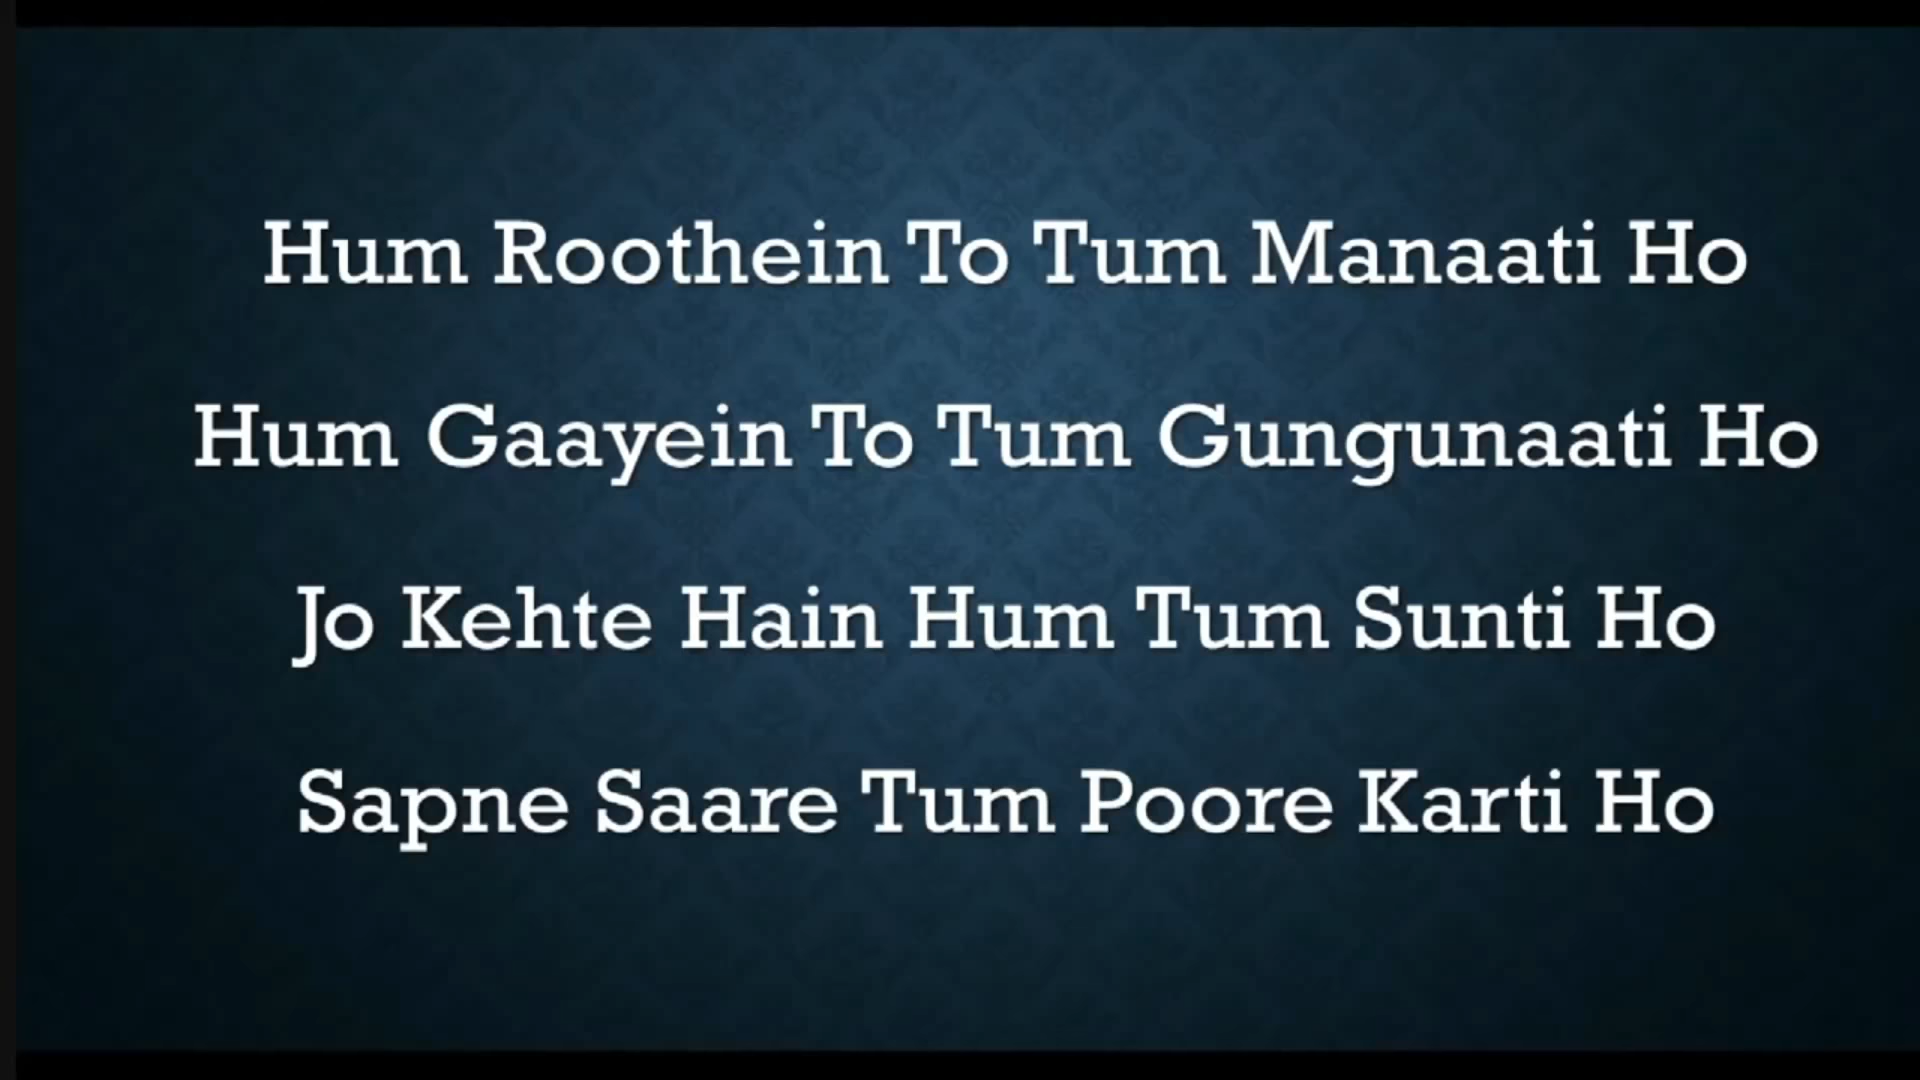 Hum Roothein To Tum Manaati Ho
Hum Gaayein To Tum Gungunaati Ho
Jo Kehte Hain Hum Tum Sunti Ho
Sapne Saare Tum Poore Karti Ho